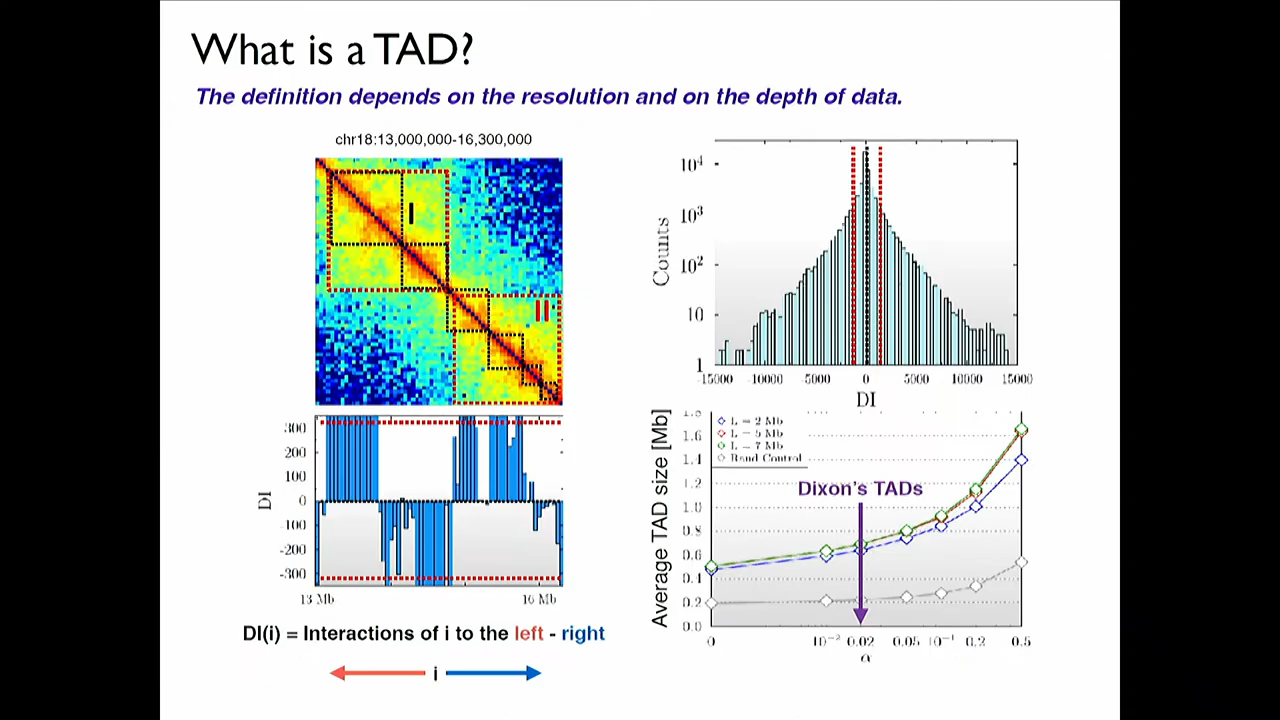 What is a TAD?
The definition depends on the resolution and on the depth of data.
chr18:13,000,000-16,300,000
I
II
300
200
100
0
-100
-200
-300
DI
13 Mb
16 Mb
DI(i) = Interactions of i to the left - right
i
10⁴
10³
10²
10
1
Counts
-15000
-10000
-5000
0
5000
10000
15000
DI
L = 2 Mb
L = 5 Mb
L = 7 Mb
Rand Control
Dixon's TADs
Average TAD size [Mb]
1.8
1.6
1.4
1.2
1.0
0.8
0.6
0.4
0.2
0.0
0
10⁻²
0.02
0.05
10⁻¹
0.2
0.5
α